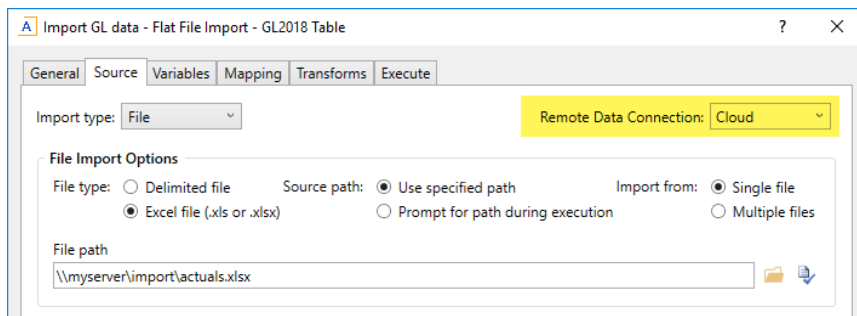 A Import GL data - Flat File Import - GL2018 Table ?
General Source Variables Mapping Transforms Execute
Import type: File Remote Data Connection: Cloud
File Import Options
File type: Delimited file Source path: Use specified path Import from: Single file
Excel file (.xls or .xlsx) Prompt for path during execution Multiple files
File path
\\myserver\import\actuals.xlsx